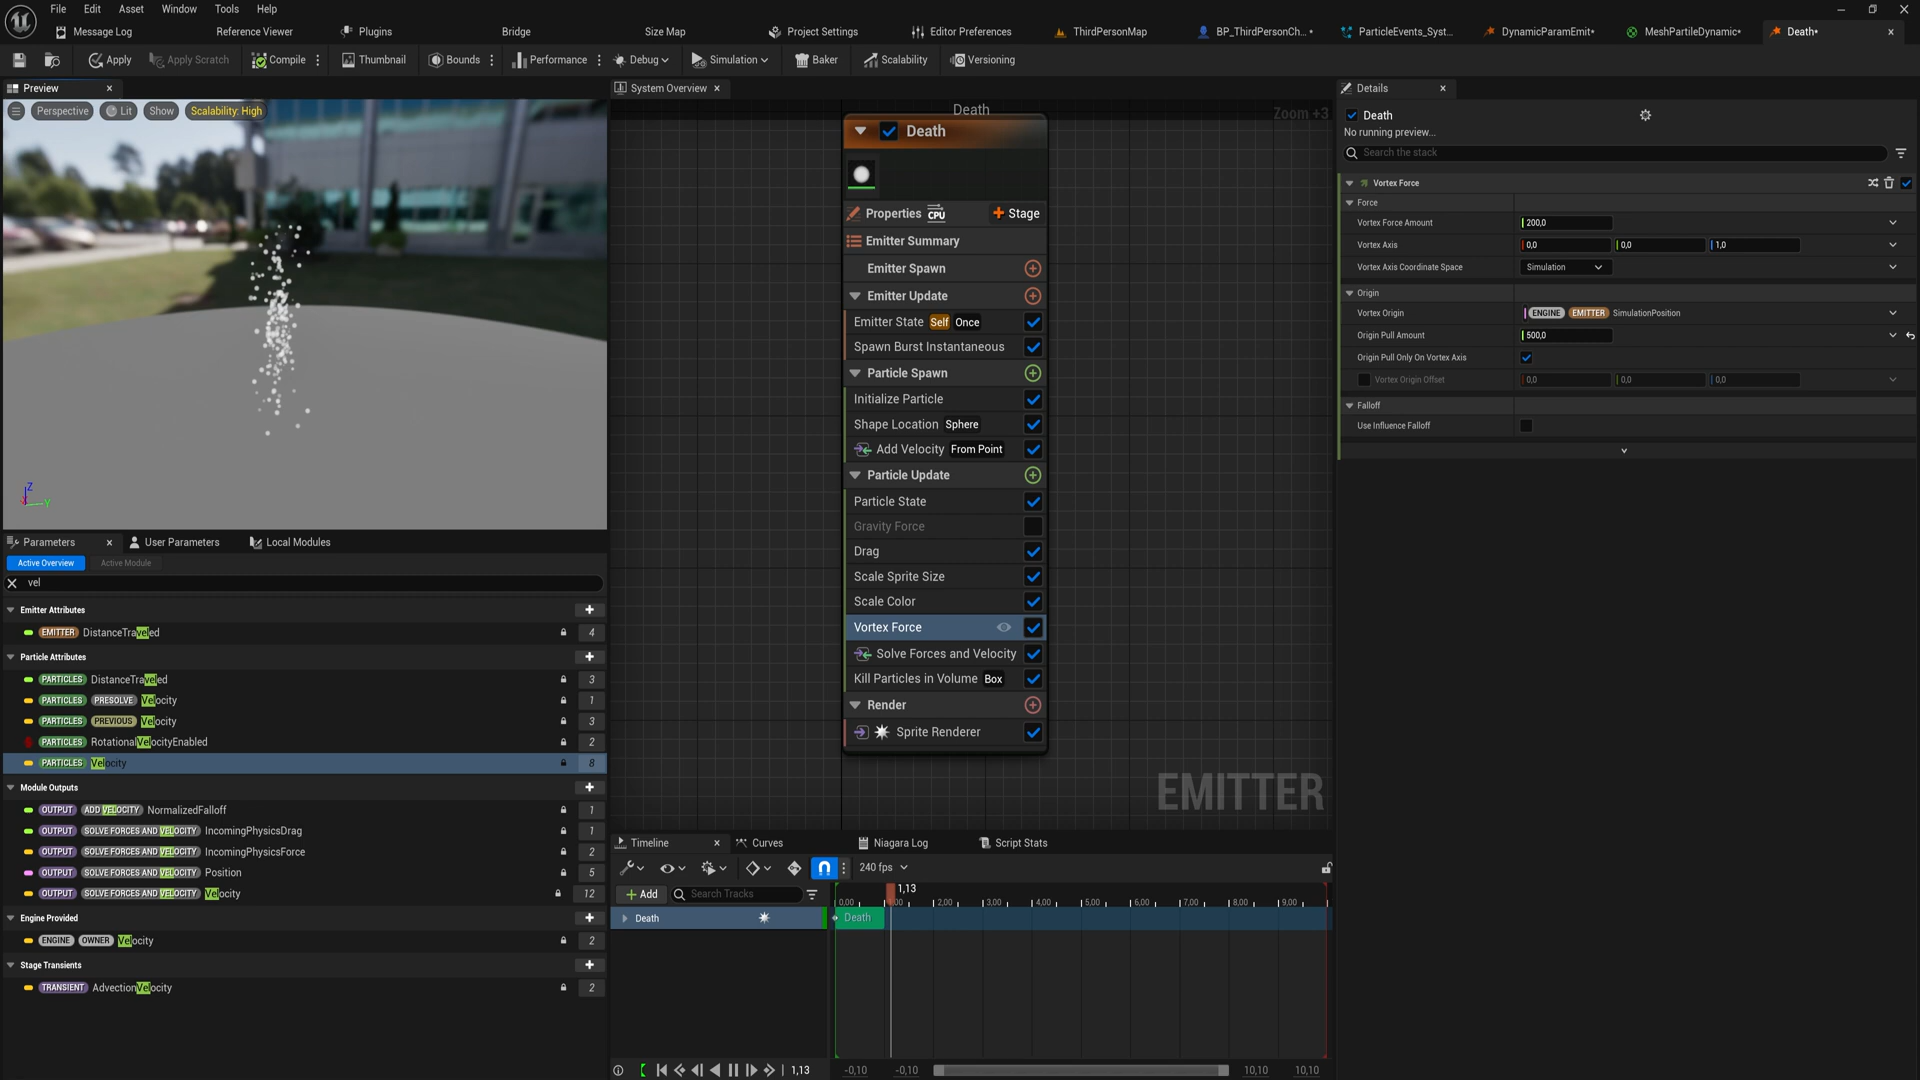 File Edit Asset Window Tools Help
Message Log Reference Viewer Plugins Bridge Size Map Project Settings Editor Preferences ThirdPersonMap BP_ThirdPersonCh...* ParticleEvents_Syst... DynamicParamEmit* MeshPartileDynamic* Death*
Apply Apply Scratch Compile Thumbnail Bounds Performance Debug Simulation Baker Scalability Versioning
Preview
Perspective Lit Show Scalability: High
Z
Y
Parameters User Parameters Local Modules
Active Overview Active Module
vel
Emitter Attributes
EMITTER DistanceTraveled 4
Particle Attributes
PARTICLES DistanceTraveled 3
PARTICLES PRESOLVE Velocity 1
PARTICLES PREVIOUS Velocity 3
PARTICLES RotationalVelocityEnabled 2
PARTICLES Velocity 8
Module Outputs
OUTPUT ADD VELOCITY NormalizedFalloff 1
OUTPUT SOLVE FORCES AND VELOCITY IncomingPhysicsDrag 1
OUTPUT SOLVE FORCES AND VELOCITY IncomingPhysicsForce 2
OUTPUT SOLVE FORCES AND VELOCITY Position 5
OUTPUT SOLVE FORCES AND VELOCITY Velocity 12
Engine Provided
ENGINE OWNER Velocity 2
Stage Transients
TRANSIENT AdvectionVelocity 2
System Overview
Death
Zoom +3
Death
Properties CPU Stage
Emitter Summary
Emitter Spawn
Emitter Update
Emitter State Self Once
Spawn Burst Instantaneous
Particle Spawn
Initialize Particle
Shape Location Sphere
Add Velocity From Point
Particle Update
Particle State
Gravity Force
Drag
Scale Sprite Size
Scale Color
Vortex Force
Solve Forces and Velocity
Kill Particles in Volume Box
Render
Sprite Renderer
EMITTER
Timeline Curves Niagara Log Script Stats
240 fps
Add Search Tracks
1,13
0,00 2,00 3,00 4,00 5,00 6,00 7,00 8,00 9,00
Death Death
1,13 -0,10 -0,10 10,10 10,10
Details
Death
No running preview...
Search the stack
Vortex Force
Force
Vortex Force Amount 200,0
Vortex Axis 0,0 0,0 1,0
Vortex Axis Coordinate Space Simulation
Origin
Vortex Origin ENGINE EMITTER SimulationPosition
Origin Pull Amount 500,0
Origin Pull Only On Vortex Axis
Vortex Origin Offset 0,0 0,0 0,0
Falloff
Use Influence Falloff